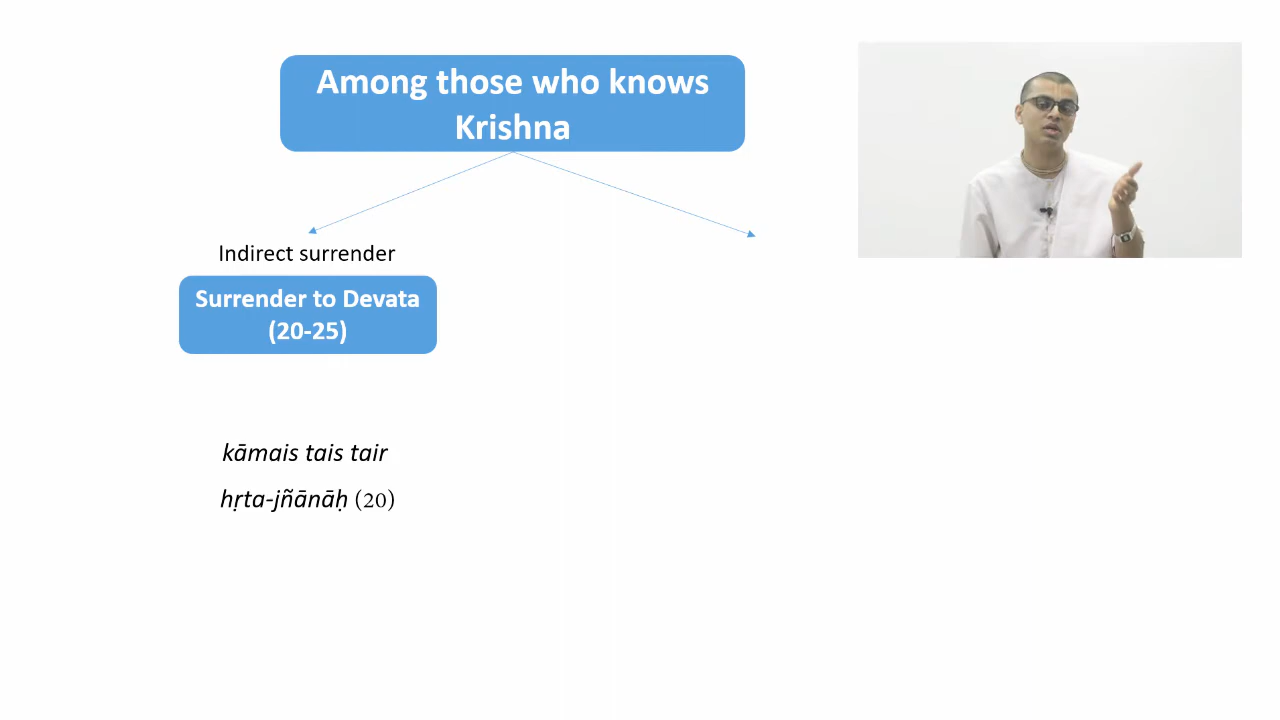 Among those who knows
Krishna
Indirect surrender
Surrender to Devata
(20-25)
kāmais tais tair
hṛta-jñānāḥ (20)